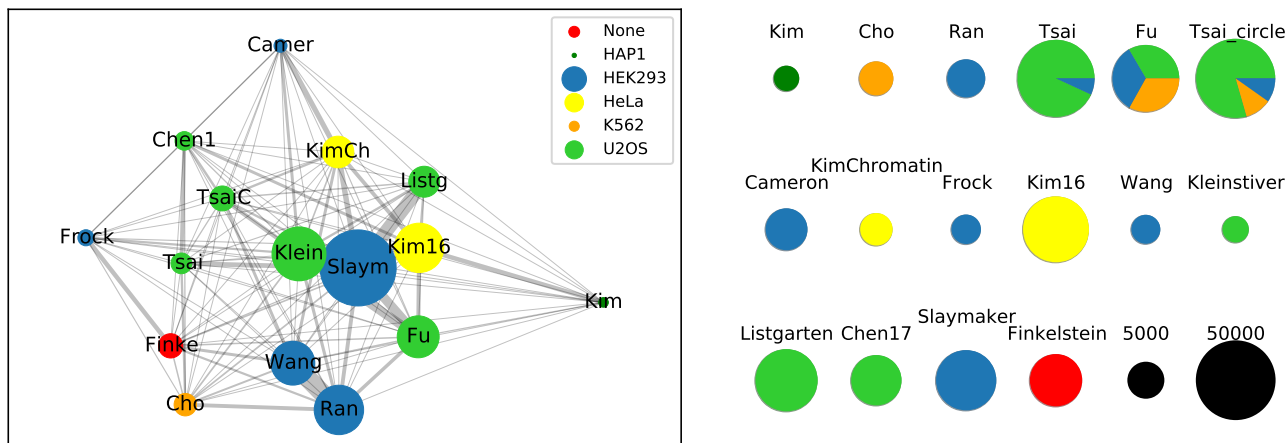 None
HAP1
HEK293
HeLa
K562
U2OS
Camer
Chen1
KimCh
Listg
TsaiC
Frock
Tsai
Klein
Slaym
Kim16
Kim
Finke
Wang
Fu
Cho
Ran
Kim Cho Ran Tsai Fu Tsai_circle
Cameron KimChromatin Frock Kim16 Wang Kleinstiver
Listgarten Chen17 Slaymaker Finkelstein 5000 50000